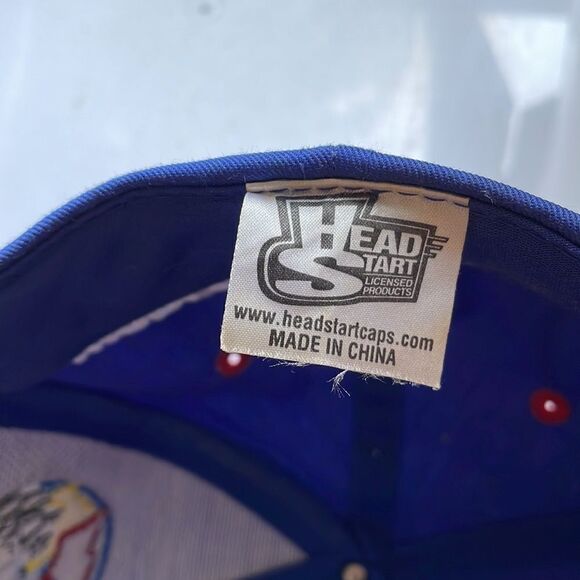 HEAD
START
LICENSED
PRODUCTS
www.headstartcaps.com
MADE IN CHINA